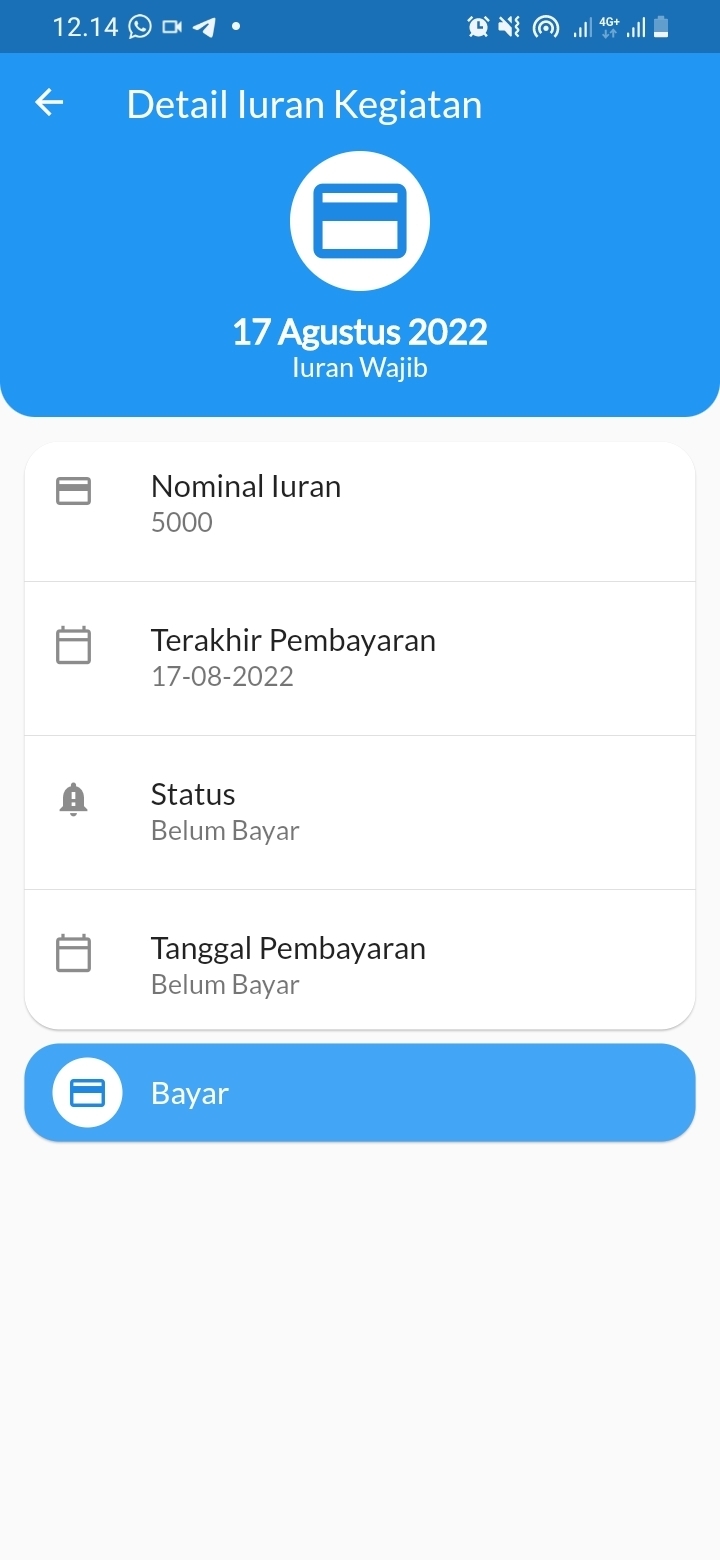 12.14
4G+
Detail Iuran Kegiatan
17 Agustus 2022
Iuran Wajib
Nominal Iuran
5000
Terakhir Pembayaran
17-08-2022
Status
Belum Bayar
Tanggal Pembayaran
Belum Bayar
Bayar